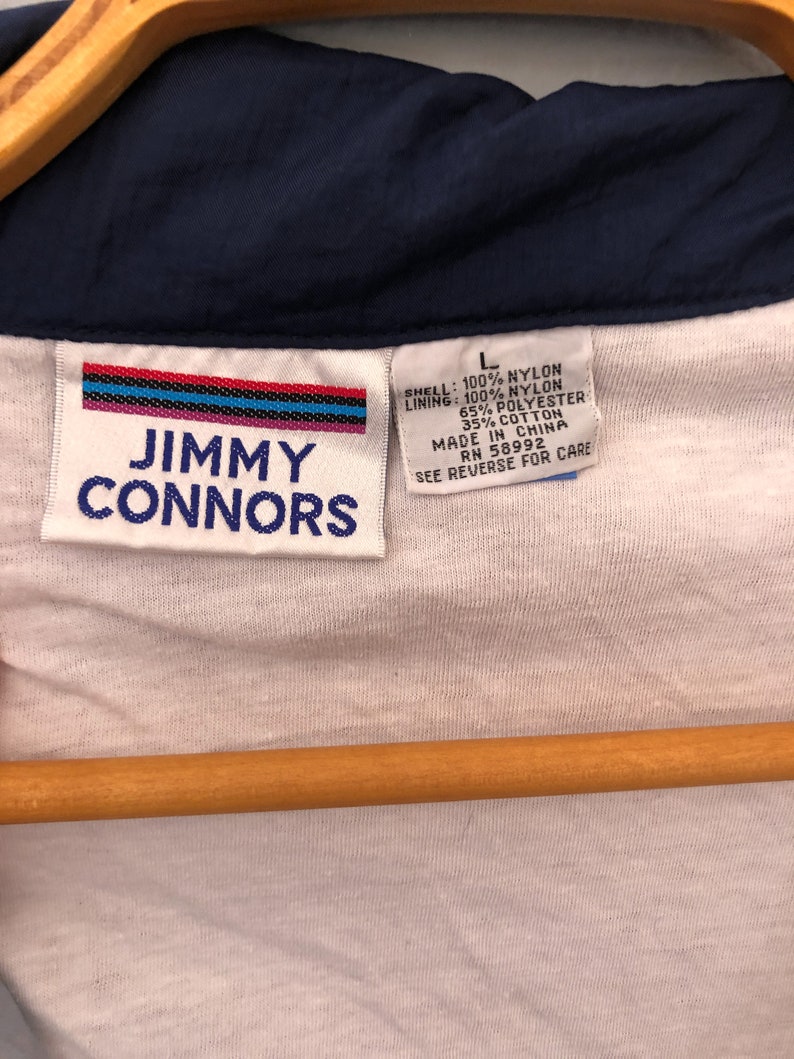 JIMMY
CONNORS
L
SHELL: 100% NYLON
LINING: 100% NYLON
65% POLYESTER
35% COTTON
MADE IN CHINA
RN 58992
SEE REVERSE FOR CARE